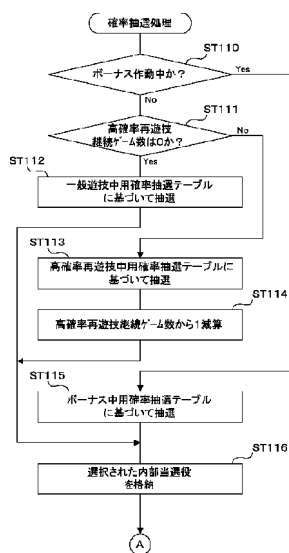 確率抽選処理
ST110
ボーナス作動中か？
Yes
No
ST111
高確率再遊技
継続ゲーム数は0か？
No
Yes
ST112
一般遊技中用確率抽選テーブル
に基づいて抽選
ST113
高確率再遊技中用確率抽選テーブルに
基づいて抽選
ST114
高確率再遊技継続ゲーム数から1減算
ST115
ボーナス中用確率抽選テーブル
に基づいて抽選
ST116
選択された内部当選役
を格納
A